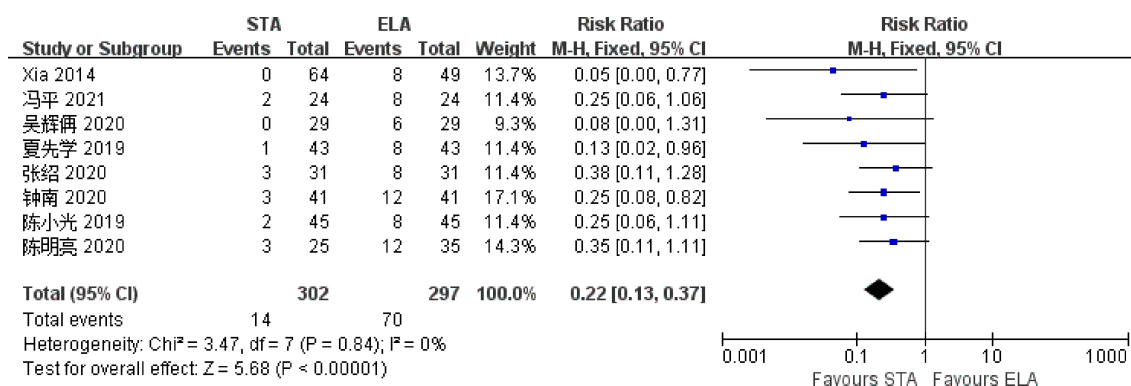 STA ELA Risk Ratio Risk Ratio
Study or Subgroup Events Total Events Total Weight M-H, Fixed, 95% CI M-H, Fixed, 95% CI
Xia 2014 0 64 8 49 13.7% 0.05 [0.00, 0.77]
冯平 2021 2 24 8 24 11.4% 0.25 [0.06, 1.06]
吴辉俩 2020 0 29 6 29 9.3% 0.08 [0.00, 1.31]
夏先学 2019 1 43 8 43 11.4% 0.13 [0.02, 0.96]
张绍 2020 3 31 8 31 11.4% 0.38 [0.11, 1.28]
钟南 2020 3 41 12 41 17.1% 0.25 [0.08, 0.82]
陈小光 2019 2 45 8 45 11.4% 0.25 [0.06, 1.11]
陈明亮 2020 3 25 12 35 14.3% 0.35 [0.11, 1.11]
Total (95% CI) 302 297 100.0% 0.22 [0.13, 0.37]
Total events 14 70
Heterogeneity: Chi² = 3.47, df = 7 (P = 0.84); I² = 0%
Test for overall effect: Z = 5.68 (P < 0.00001)
0.001 0.1 1 10 1000
Favours STA Favours ELA